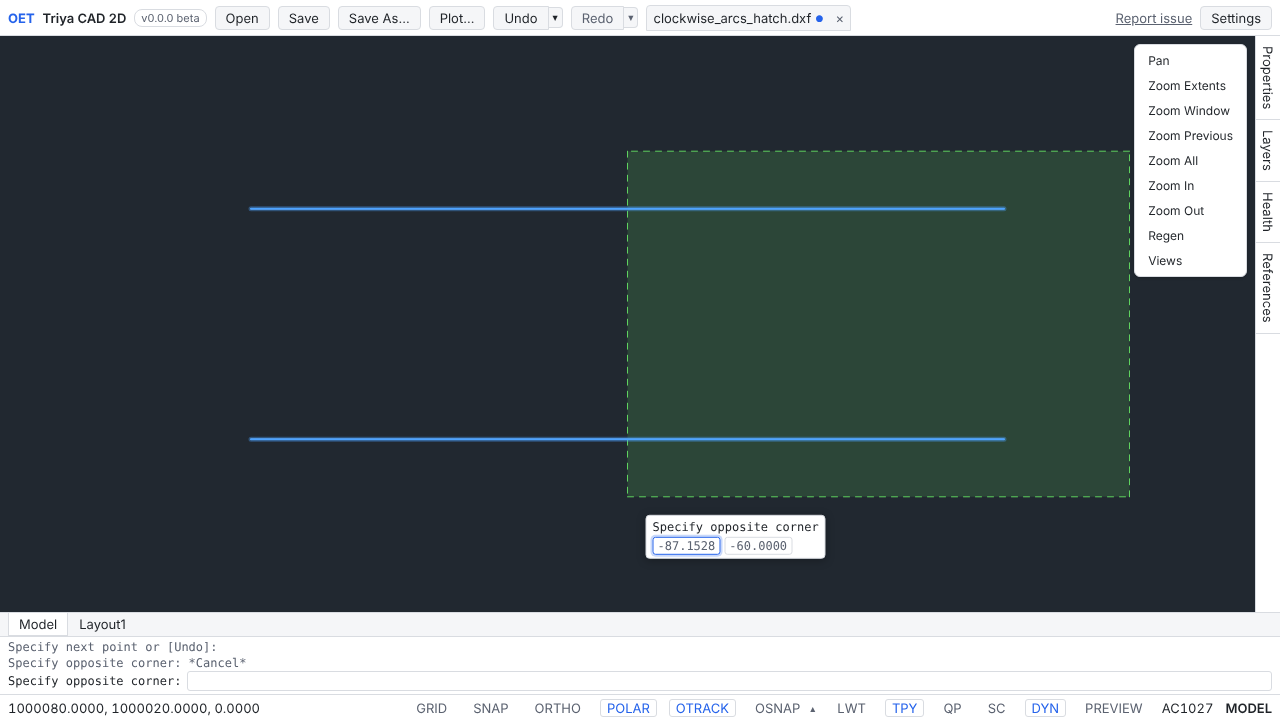 OET Triya CAD 2D v0.0.0 beta Open Save Save As... Plot... Undo ▾ Redo ▾ clockwise_arcs_hatch.dxf ● × Report issue Settings
Pan
Zoom Extents
Zoom Window
Zoom Previous
Zoom All
Zoom In
Zoom Out
Regen
Views
Properties
Layers
Health
References
Specify opposite corner
-87.1528 -60.0000
Model Layout1
Specify next point or [Undo]:
Specify opposite corner: *Cancel*
Specify opposite corner:
1000080.0000, 1000020.0000, 0.0000 GRID SNAP ORTHO POLAR OTRACK OSNAP ▴ LWT TPY QP SC DYN PREVIEW AC1027 MODEL